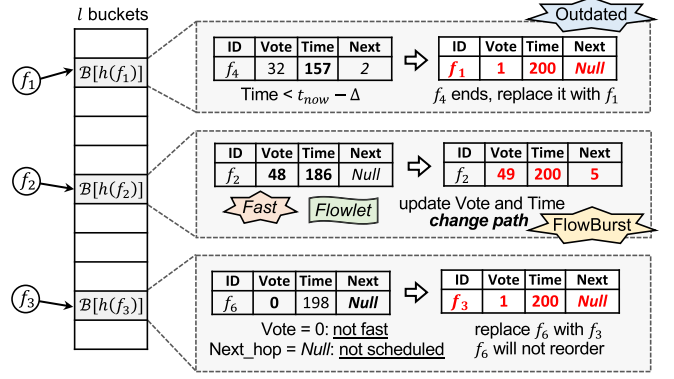 l buckets
Outdated
f₁
B[h(f₁)]
ID Vote Time Next
f₄ 32 157 2
ID Vote Time Next
f₁ 1 200 Null
Time < t_now − Δ
f₄ ends, replace it with f₁
f₂
B[h(f₂)]
ID Vote Time Next
f₂ 48 186 Null
ID Vote Time Next
f₂ 49 200 5
Fast
Flowlet
update Vote and Time
change path
FlowBurst
f₃
B[h(f₃)]
ID Vote Time Next
f₆ 0 198 Null
ID Vote Time Next
f₃ 1 200 Null
Vote = 0: not fast
Next_hop = Null: not scheduled
replace f₆ with f₃
f₆ will not reorder